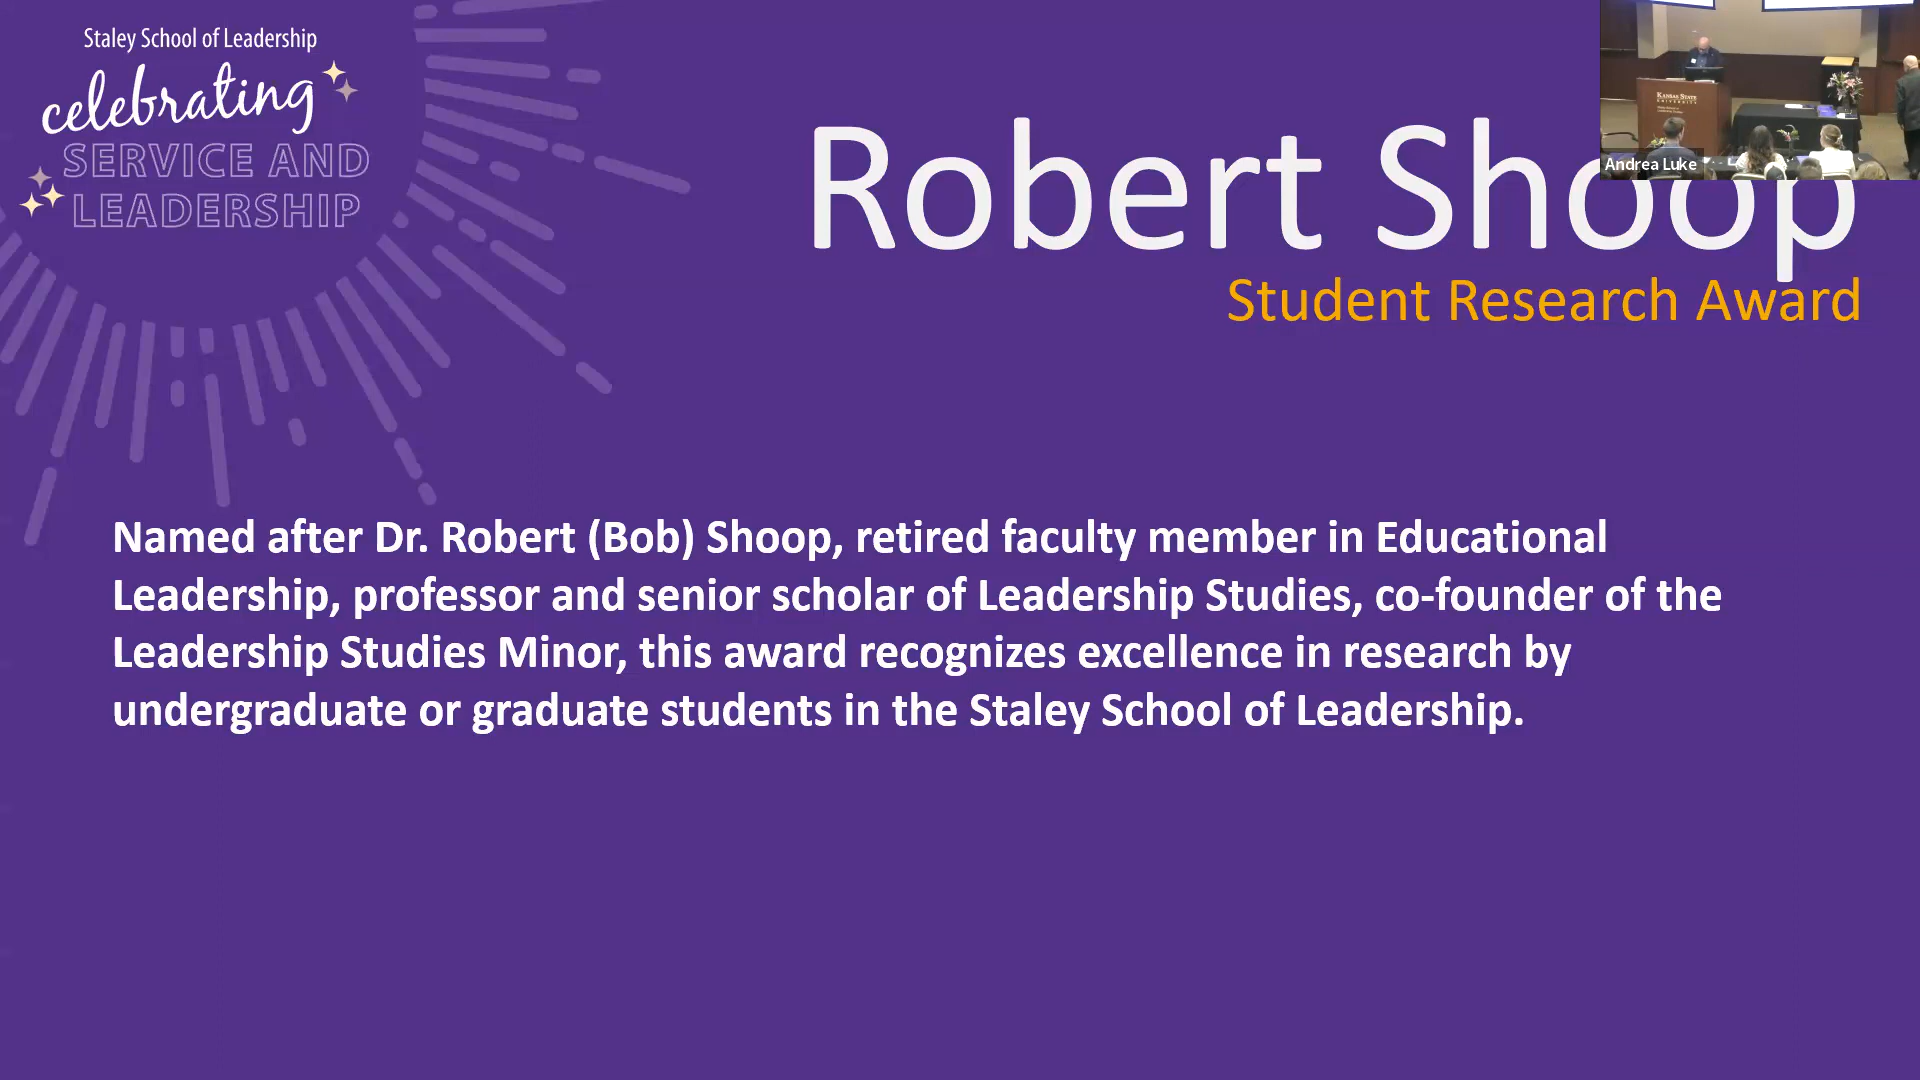 Staley School of Leadership
celebrating
SERVICE AND
LEADERSHIP
Robert Shoop
Student Research Award
KANSAS STATE
UNIVERSITY
Andrea Luke
Named after Dr. Robert (Bob) Shoop, retired faculty member in Educational
Leadership, professor and senior scholar of Leadership Studies, co-founder of the
Leadership Studies Minor, this award recognizes excellence in research by
undergraduate or graduate students in the Staley School of Leadership.